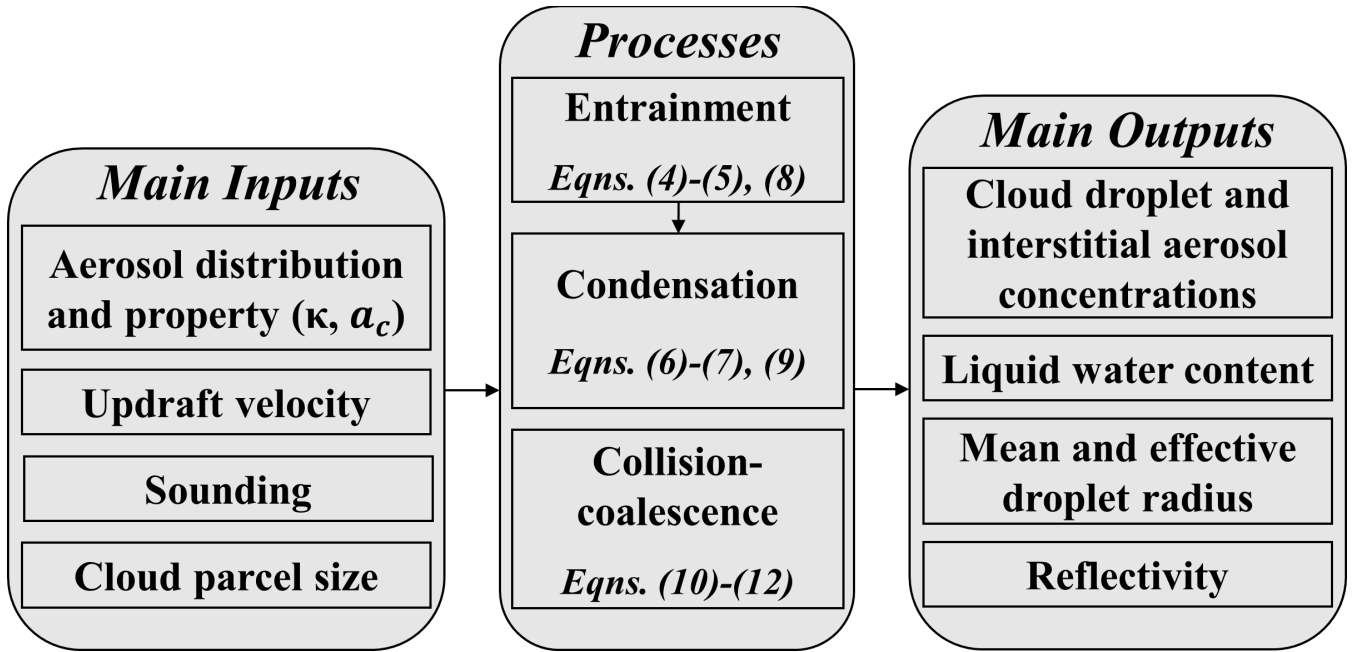 Main Inputs
Aerosol distribution
and property (κ, a_c)
Updraft velocity
Sounding
Cloud parcel size
Processes
Entrainment
Eqns. (4)-(5), (8)
Condensation
Eqns. (6)-(7), (9)
Collision-
coalescence
Eqns. (10)-(12)
Main Outputs
Cloud droplet and
interstitial aerosol
concentrations
Liquid water content
Mean and effective
droplet radius
Reflectivity